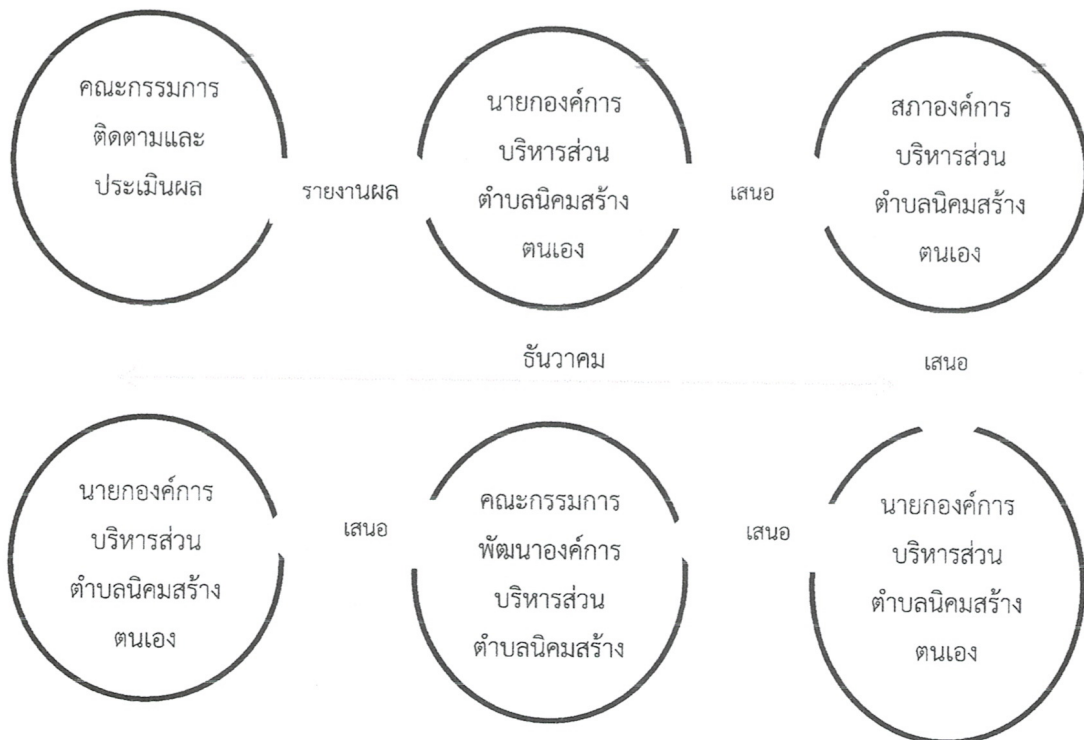 คณะกรรมการ
ติดตามและ
ประเมินผล
รายงานผล
นายกองค์การ
บริหารส่วน
ตำบลนิคมสร้าง
ตนเอง
เสนอ
สภาองค์การ
บริหารส่วน
ตำบลนิคมสร้าง
ตนเอง
ธันวาคม
เสนอ
นายกองค์การ
บริหารส่วน
ตำบลนิคมสร้าง
ตนเอง
เสนอ
คณะกรรมการ
พัฒนาองค์การ
บริหารส่วน
ตำบลนิคมสร้าง
เสนอ
นายกองค์การ
บริหารส่วน
ตำบลนิคมสร้าง
ตนเอง